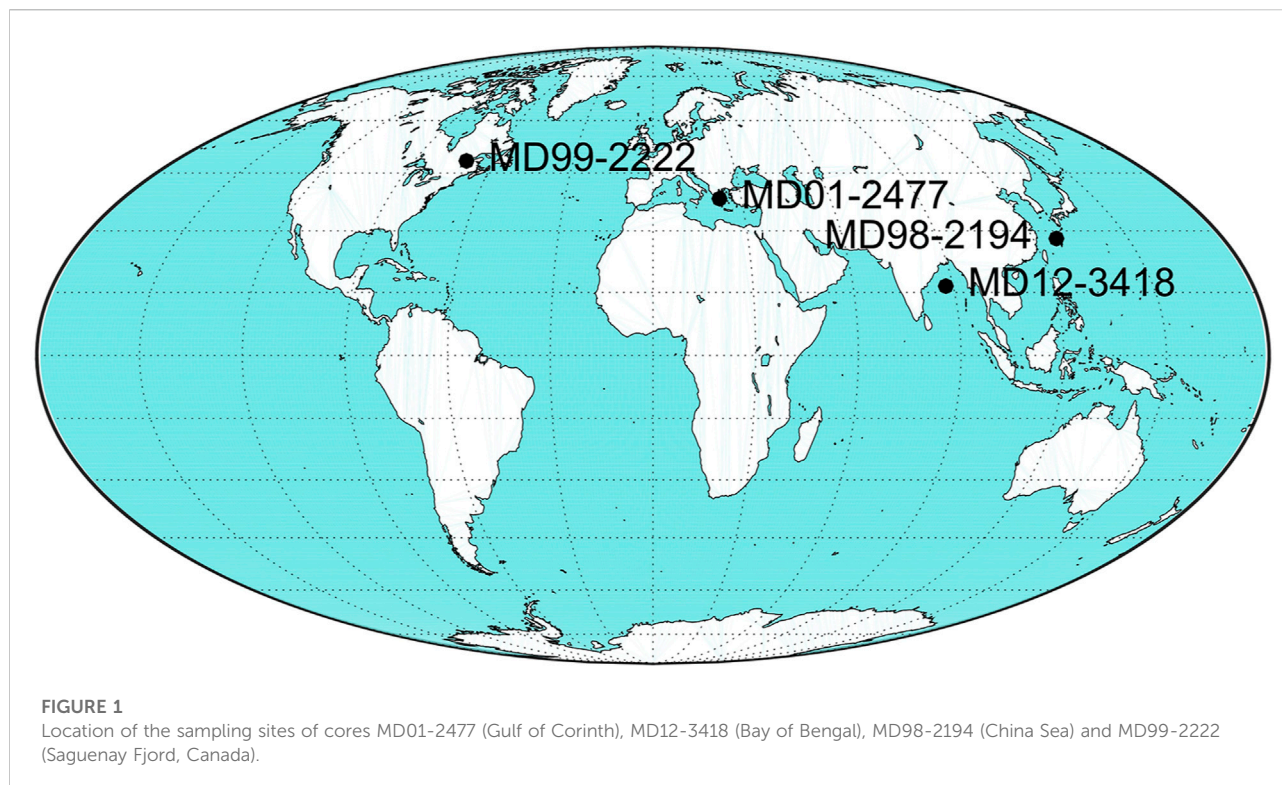 MD99-2222
MD01-2477
MD98-2194
MD12-3418
FIGURE 1
Location of the sampling sites of cores MD01-2477 (Gulf of Corinth), MD12-3418 (Bay of Bengal), MD98-2194 (China Sea) and MD99-2222
(Saguenay Fjord, Canada).